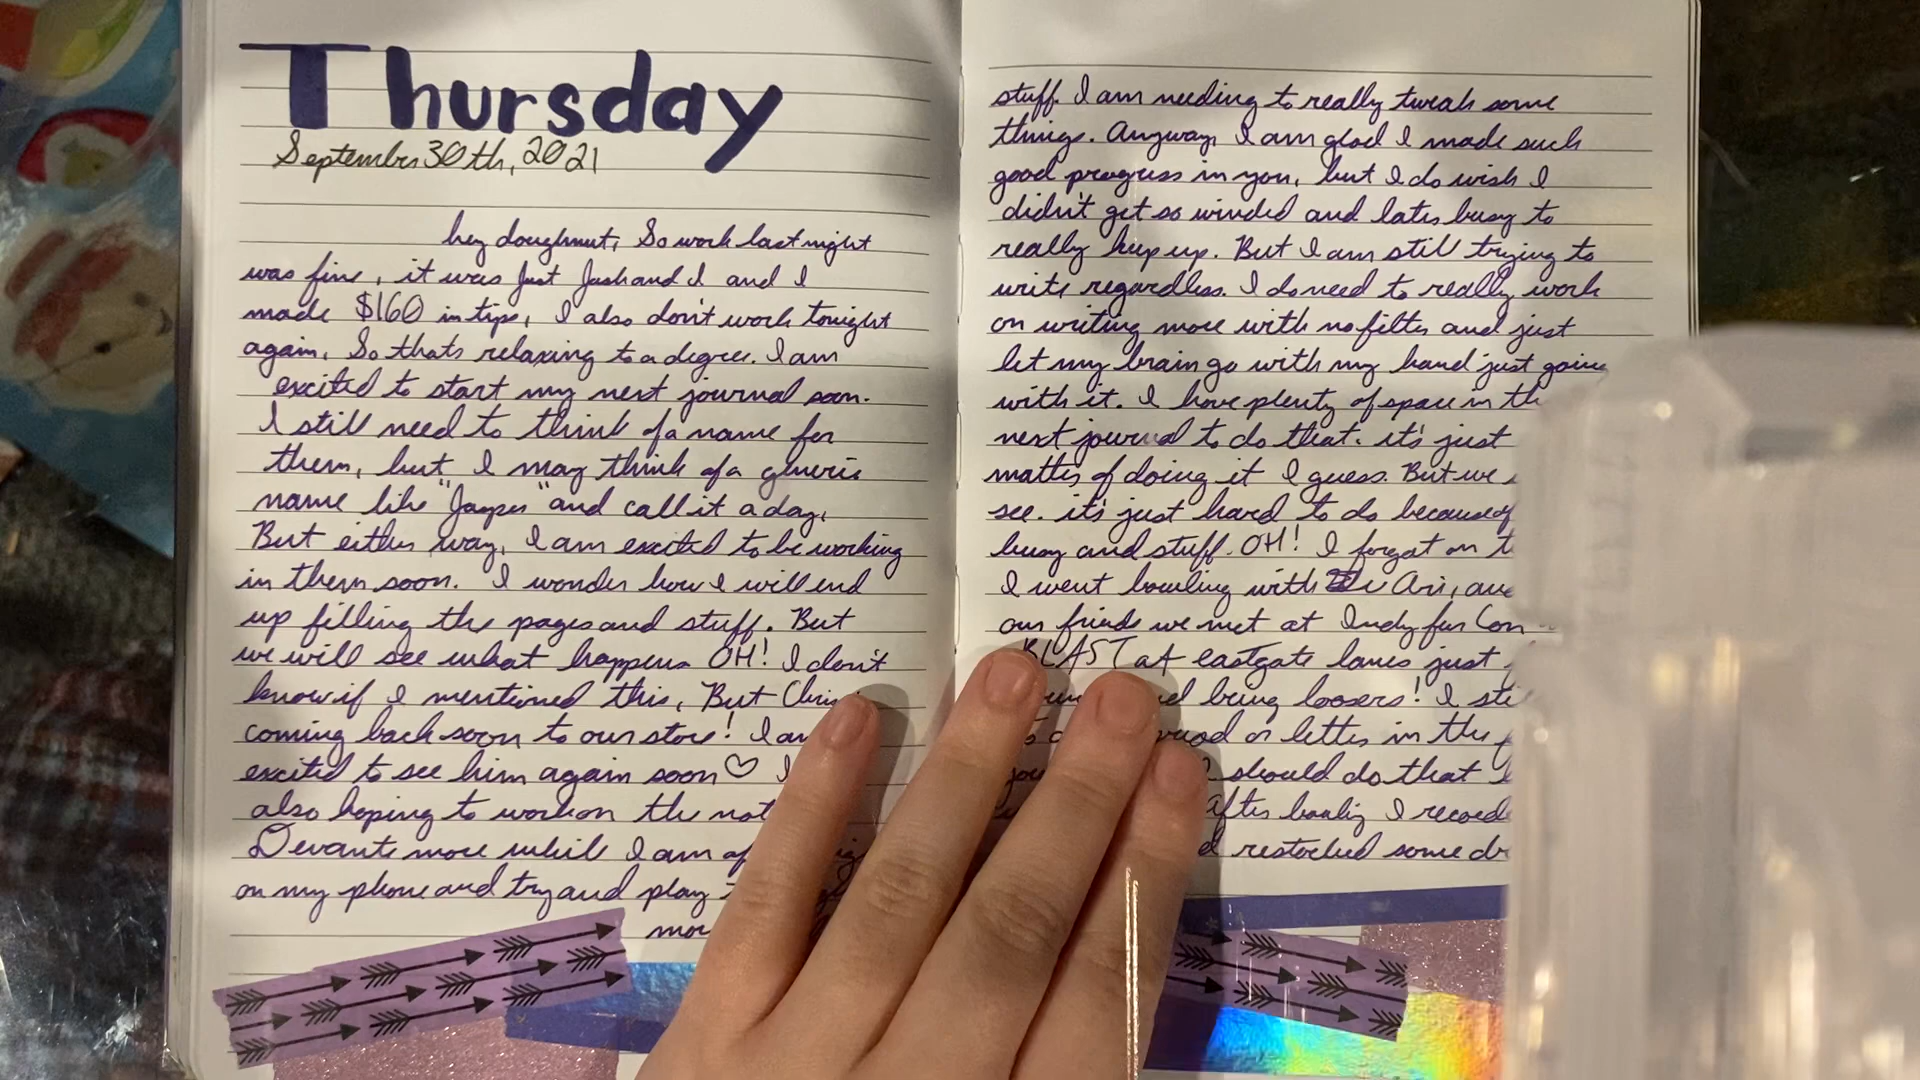 Thursday
September 30th, 2021
hey doughnut, So work last night
was fine, it was just Josh and I and I
made $160 in tips, I also don't work tonight
again, So thats relaxing to a degree. I am
excited to start my next journal soon.
I still need to think of a name for
them, but I may think of a generic
name like "Jasper" and call it a day,
But either way, I am excited to be working
in them soon. I wonder how I will end
up filling the pages and stuff. But
we will see what happens OH! I don't
know if I mentioned this, But Chris
coming back soon to our store! I am
excited to see him again soon♡ I
also hoping to work on the
Devante more while I am
on my phone and try and play
stuff. I am needing to really tweak some
things. Anyway, I am glad I made such
good progress in you, but I do wish I
didn't get so winded and later busy to
really keep up. But I am still trying to
write regardless. I do need to really work
on writing more with no filter and just
let my brain go with my hand just going
with it. I have plenty of space in
next journal to do that. it's just
matter of doing it I guess. But we
see. it's just hard to do because of
busy and stuff. OH! I forgot on
I went bowling with Ari,
our friends we met at Indy fur Con
BLAST at eastgate lanes just
being loosers! I
or letter in the
should do that
After bowling I
restocked some